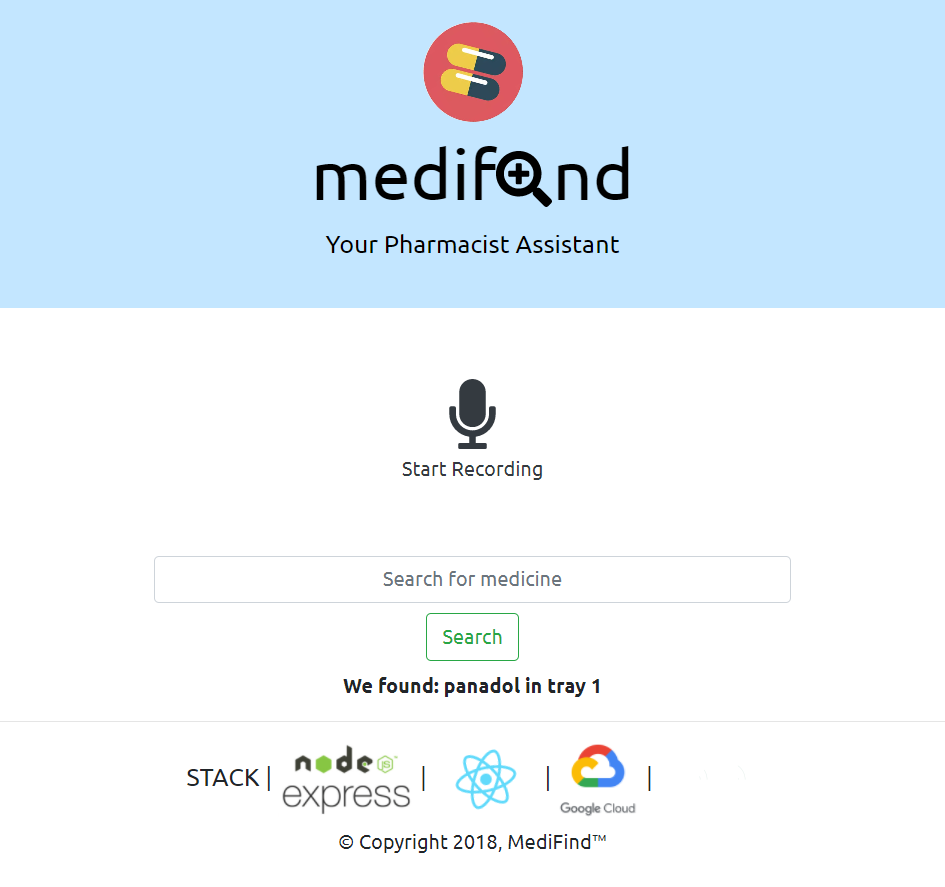 medifind
Your Pharmacist Assistant
Start Recording
Search for medicine
Search
We found: panadol in tray 1
STACK | node JS™ express | | Google Cloud |
© Copyright 2018, MediFind™